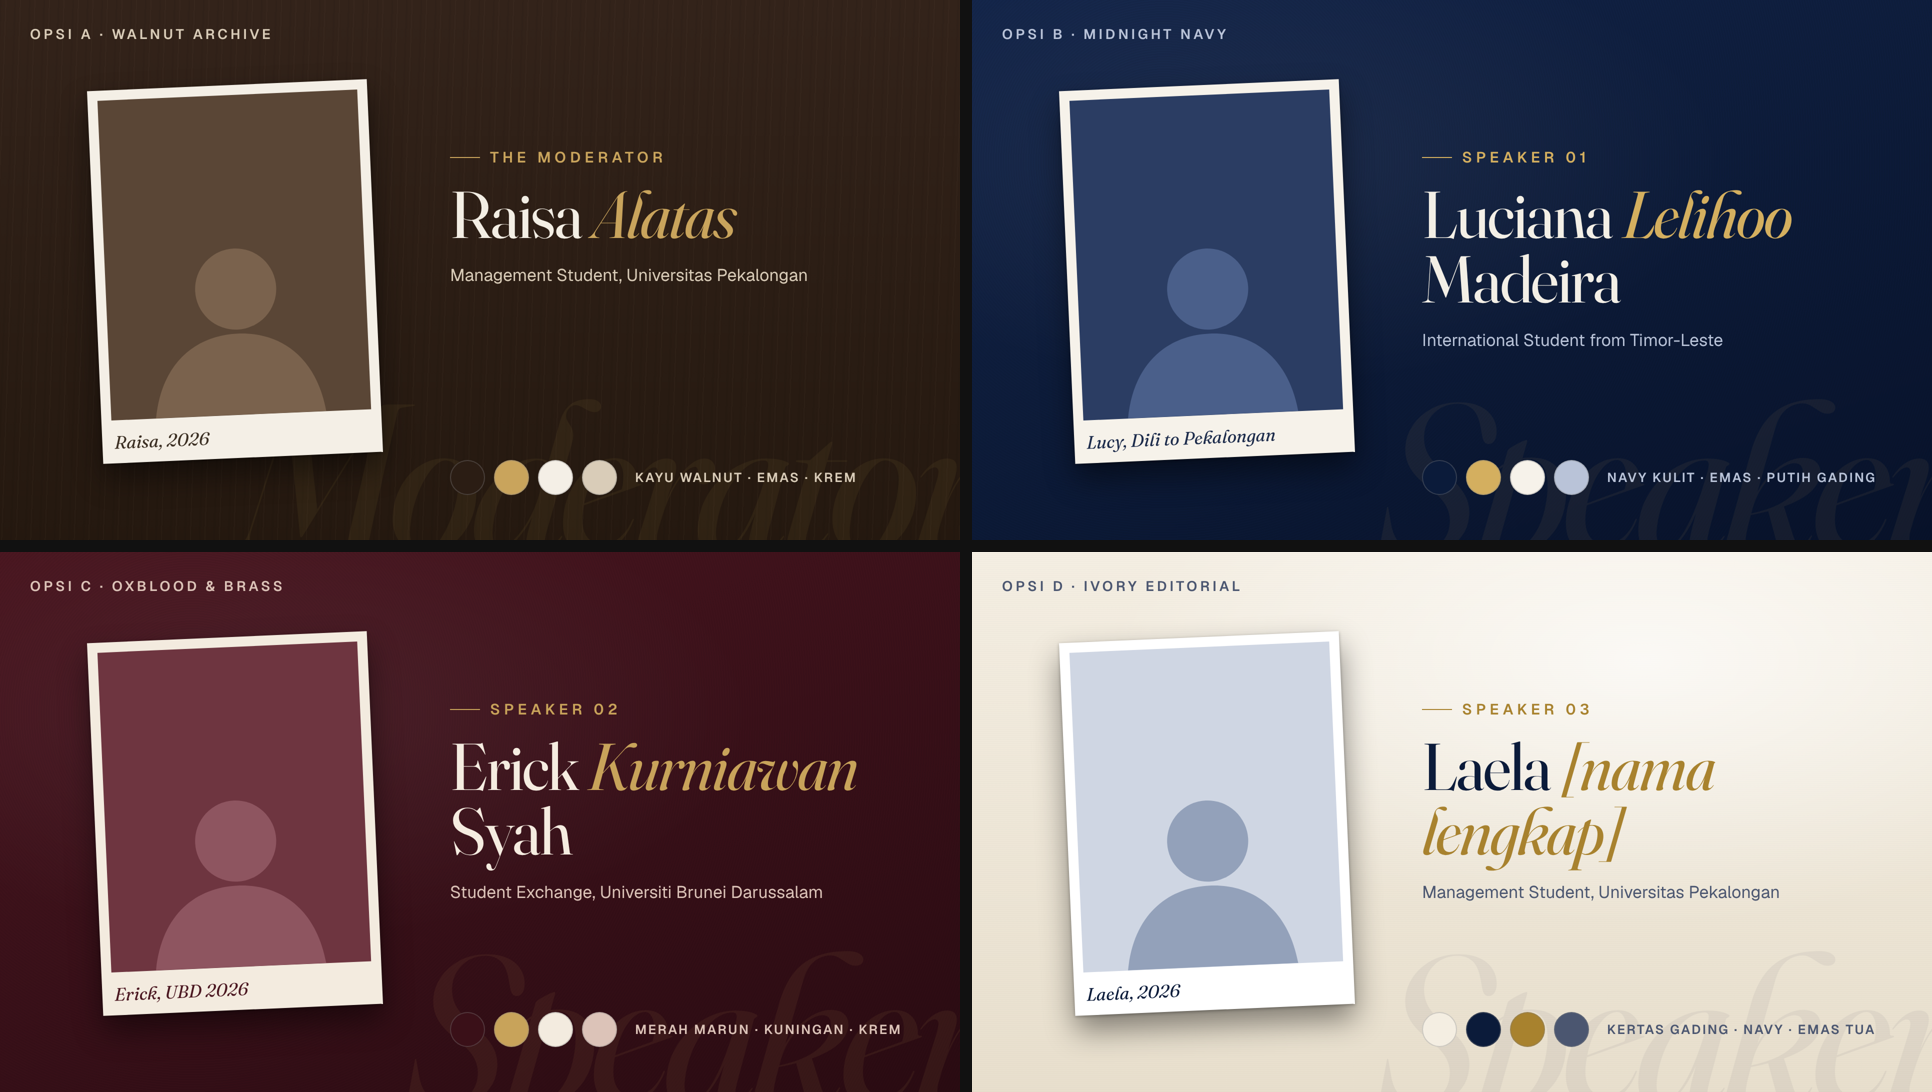 OPSI A · WALNUT ARCHIVE
THE MODERATOR
Raisa Alatas
Management Student, Universitas Pekalongan
Raisa, 2026
Moderator
KAYU WALNUT · EMAS · KREM
OPSI B · MIDNIGHT NAVY
SPEAKER 01
Luciana Lelihoo
Madeira
International Student from Timor-Leste
Lucy, Dili to Pekalongan
Speaker
NAVY KULIT · EMAS · PUTIH GADING
OPSI C · OXBLOOD & BRASS
SPEAKER 02
Erick Kurniawan
Syah
Student Exchange, Universiti Brunei Darussalam
Erick, UBD 2026
Speaker
MERAH MARUN · KUNINGAN · KREM
OPSI D · IVORY EDITORIAL
SPEAKER 03
Laela [nama
lengkap]
Management Student, Universitas Pekalongan
Laela, 2026
Speaker
KERTAS GADING · NAVY · EMAS TUA